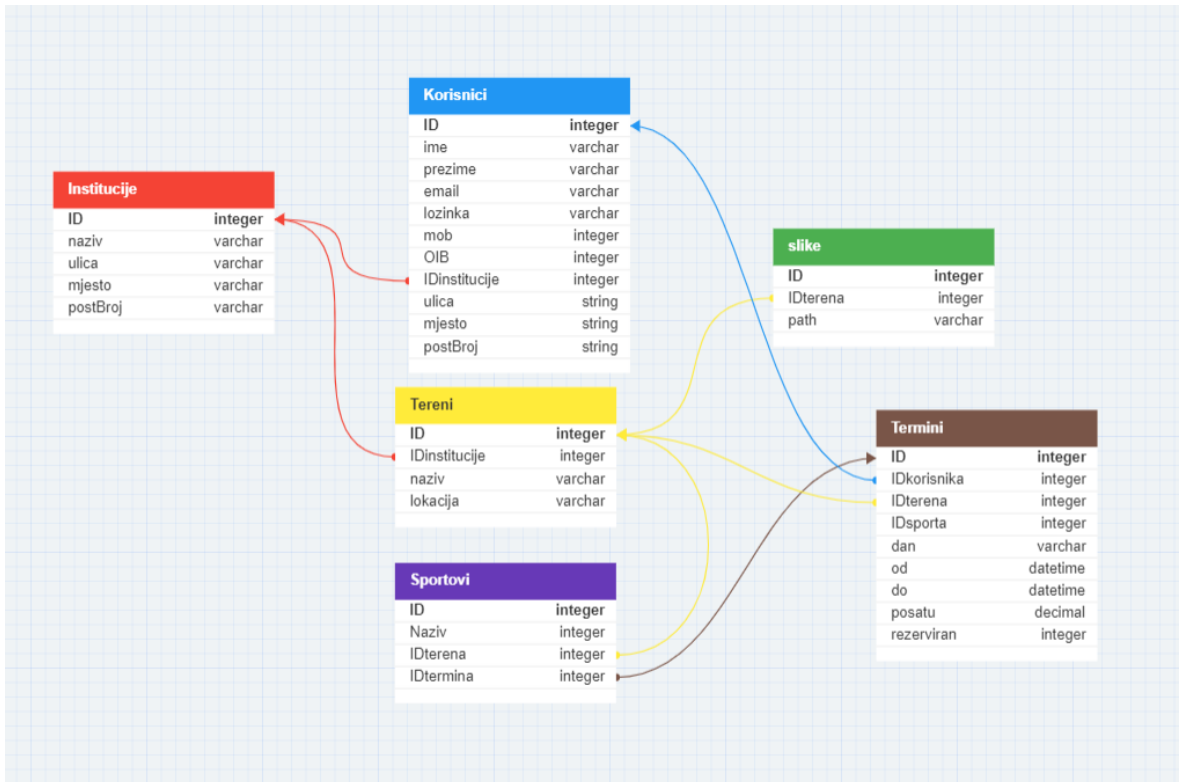 Institucije
ID integer
naziv varchar
ulica varchar
mjesto varchar
postBroj varchar
Korisnici
ID integer
ime varchar
prezime varchar
email varchar
lozinka varchar
mob integer
OIB integer
IDinstitucije integer
ulica string
mjesto string
postBroj string
Tereni
ID integer
IDinstitucije integer
naziv varchar
lokacija varchar
Sportovi
ID integer
Naziv integer
IDterena integer
IDtermina integer
slike
ID integer
IDterena integer
path varchar
Termini
ID integer
IDkorisnika integer
IDterena integer
IDsporta integer
dan varchar
od datetime
do datetime
posatu decimal
rezerviran integer